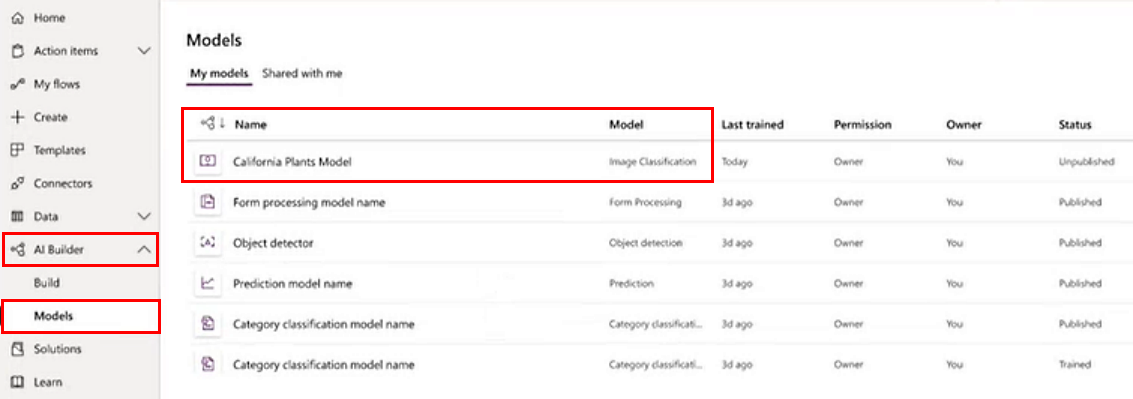 Home
Action items
My flows
Create
Templates
Connectors
Data
AI Builder
Build
Models
Solutions
Learn
Models
My models Shared with me
Name Model Last trained Permission Owner Status
California Plants Model Image Classification Today Owner You Unpublished
Form processing model name Form Processing 3d ago Owner You Published
Object detector Object detection 3d ago Owner You Published
Prediction model name Prediction 3d ago Owner You Published
Category classification model name Category classificati... 3d ago Owner You Published
Category classification model name Category classificati... 3d ago Owner You Trained